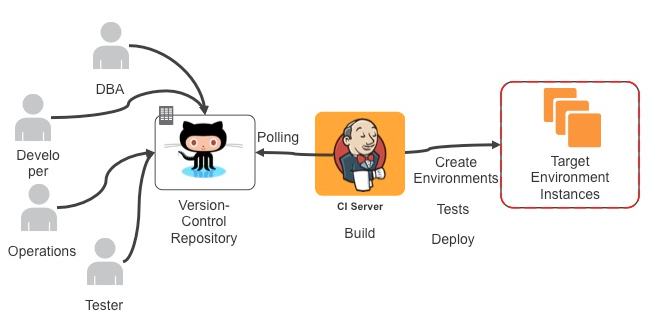 DBA
Develo
per
Operations
Tester
Version-
Control
Repository
Polling
CI Server
Build
Create
Environments
Tests
Deploy
Target
Environment
Instances